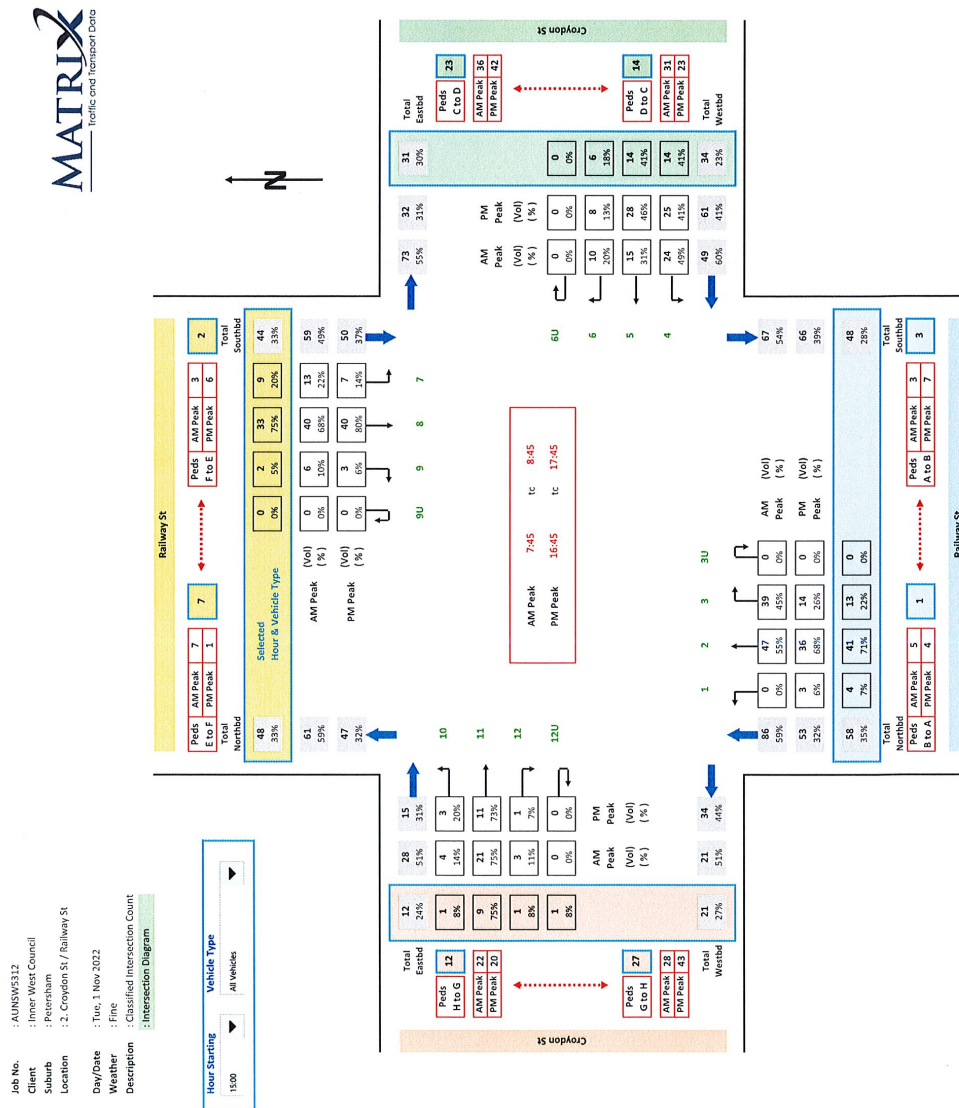 MATRIX
Traffic and Transport Data
Job No. : AUNSW5312
Client : Inner West Council
Suburb : Petersham
Location : 2. Croydon St / Railway St
Day/Date : Tue, 1 Nov 2022
Weather : Fine
Description : Classified Intersection Count
: Intersection Diagram
Hour Starting Vehicle Type
15:00 All Vehicles
N
Railway St
Peds E to F AM Peak 7 PM Peak 1
7
Peds F to E AM Peak 3 PM Peak 6
2
Total Northbd
Total Southbd
Selected Hour & Vehicle Type
48 0 2 33 9 44
33% 0% 5% 75% 20% 33%
61 AM Peak (Vol) 0 6 40 13 59
59% (%) 0% 10% 68% 22% 49%
47 PM Peak (Vol) 0 3 40 7 50
32% (%) 0% 6% 80% 14% 37%
9U 9 8 7
Croydon St
Peds H to G 12
AM Peak 22
PM Peak 20
Peds G to H 27
AM Peak 28
PM Peak 43
Total Eastbd
12 28 15
24% 51% 31%
1 4 3 10
8% 14% 20%
9 21 11 11
75% 75% 73%
1 3 1 12
8% 11% 7%
1 0 0 12U
8% 0% 0%
AM Peak (Vol) (%)
PM Peak (Vol) (%)
Total Westbd
21 21 34
27% 51% 44%
AM Peak 7:45 tc 8:45
PM Peak 16:45 tc 17:45
Total Eastbd
73 32 31
55% 31% 30%
AM Peak (Vol) (%)
PM Peak (Vol) (%)
6U 0 0 0
0% 0% 0%
6 10 8 6
20% 13% 18%
5 15 28 14
31% 46% 41%
4 24 25 14
49% 41% 41%
Total Westbd
49 61 34
60% 41% 23%
Peds C to D 23
AM Peak 36
PM Peak 42
Peds D to C 14
AM Peak 31
PM Peak 23
Croydon St
1 2 3 3U
86 0 47 39 0 AM Peak (Vol) 67
59% 0% 55% 45% 0% (%) 54%
53 3 36 14 0 PM Peak (Vol) 66
32% 6% 68% 26% 0% (%) 39%
58 4 41 13 0 48
35% 7% 71% 22% 0% 28%
Total Northbd
Total Southbd
Peds B to A AM Peak 5 PM Peak 4
1
Peds A to B AM Peak 3 PM Peak 7
3
Railway St